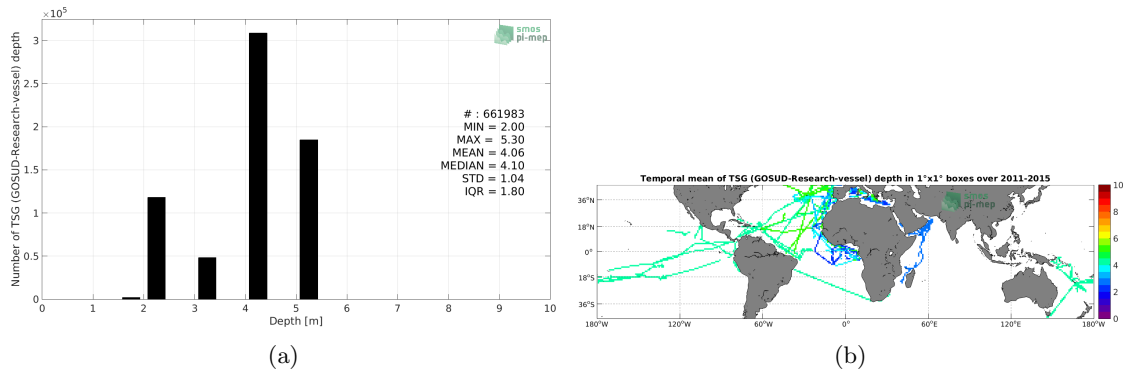 ×10⁵
3
2.5
2
1.5
1
0.5
0
Number of TSG (GOSUD-Research-vessel) depth
smos
pi-mep
# : 661983
MIN = 2.00
MAX = 5.30
MEAN = 4.06
MEDIAN = 4.10
STD = 1.04
IQR = 1.80
0 1 2 3 4 5 6 7 8 9 10
Depth [m]
(a)
Temporal mean of TSG (GOSUD-Research-vessel) depth in 1°x1° boxes over 2011-2015
smos
pi-mep
36°N
18°N
0°
18°S
36°S
180°W 120°W 60°W 0° 60°E 120°E 180°W
10
8
6
4
2
0
(b)